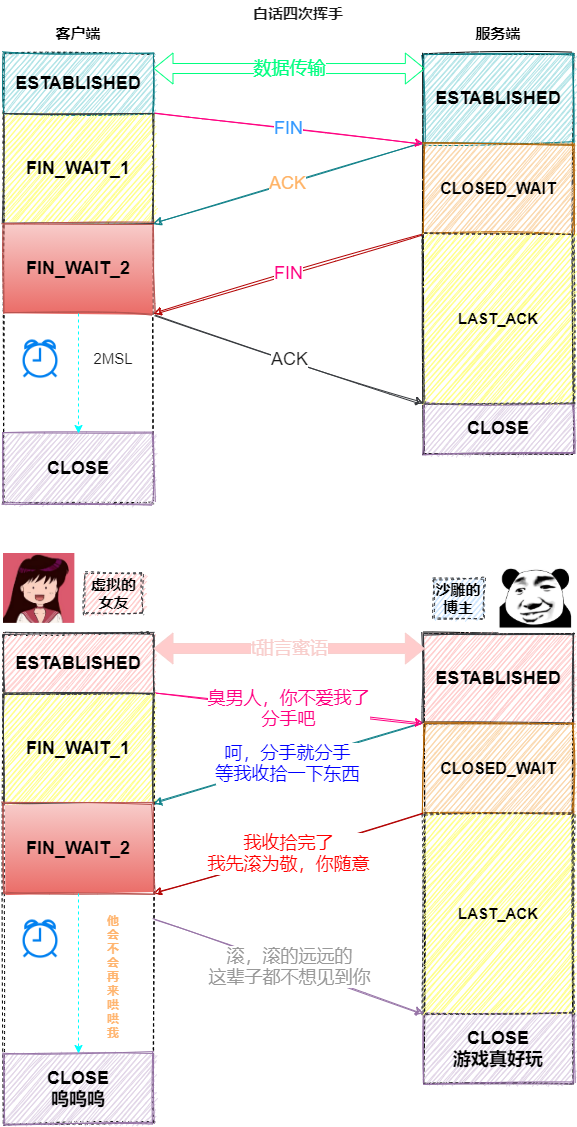 白话四次挥手
客户端
服务端
数据传输
ESTABLISHED
ESTABLISHED
FIN
FIN_WAIT_1
ACK
CLOSED_WAIT
FIN_WAIT_2
FIN
LAST_ACK
2MSL
ACK
CLOSE
CLOSE
虚拟的
女友
沙雕的
博主
甜言蜜语
ESTABLISHED
ESTABLISHED
臭男人，你不爱我了
分手吧
FIN_WAIT_1
呵，分手就分手
等我收拾一下东西
CLOSED_WAIT
FIN_WAIT_2
我收拾完了
我先滚为敬，你随意
LAST_ACK
他会不会再来哄哄我
滚，滚的远远的
这辈子都不想见到你
CLOSE
游戏真好玩
CLOSE
呜呜呜